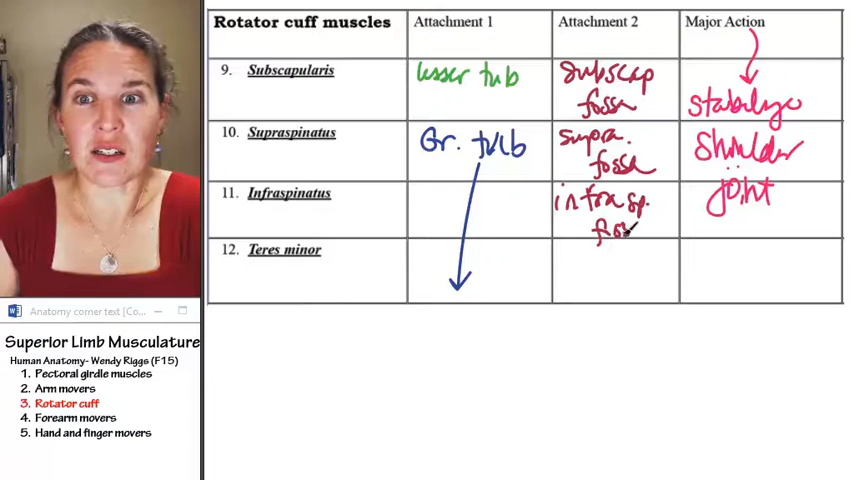 Rotator cuff muscles Attachment 1 Attachment 2 Major Action
9. Subscapularis lesser tub subscap
fossa stabilize
10. Supraspinatus Gr. tub supra. shoulder
fossa
11. Infraspinatus infrasp. joint
fos
12. Teres minor
Anatomy corner text [Co...
Superior Limb Musculature
Human Anatomy- Wendy Riggs (F15)
1. Pectoral girdle muscles
2. Arm movers
3. Rotator cuff
4. Forearm movers
5. Hand and finger movers